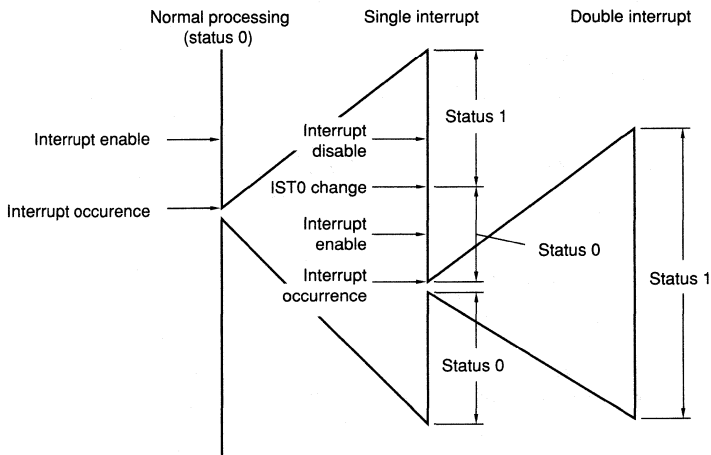 Normal processing
(status 0)
Single interrupt
Double interrupt
Status 1
Interrupt enable
Interrupt
disable
IST0 change
Interrupt occurence
Interrupt
enable
Status 0
Interrupt
occurrence
Status 1
Status 0